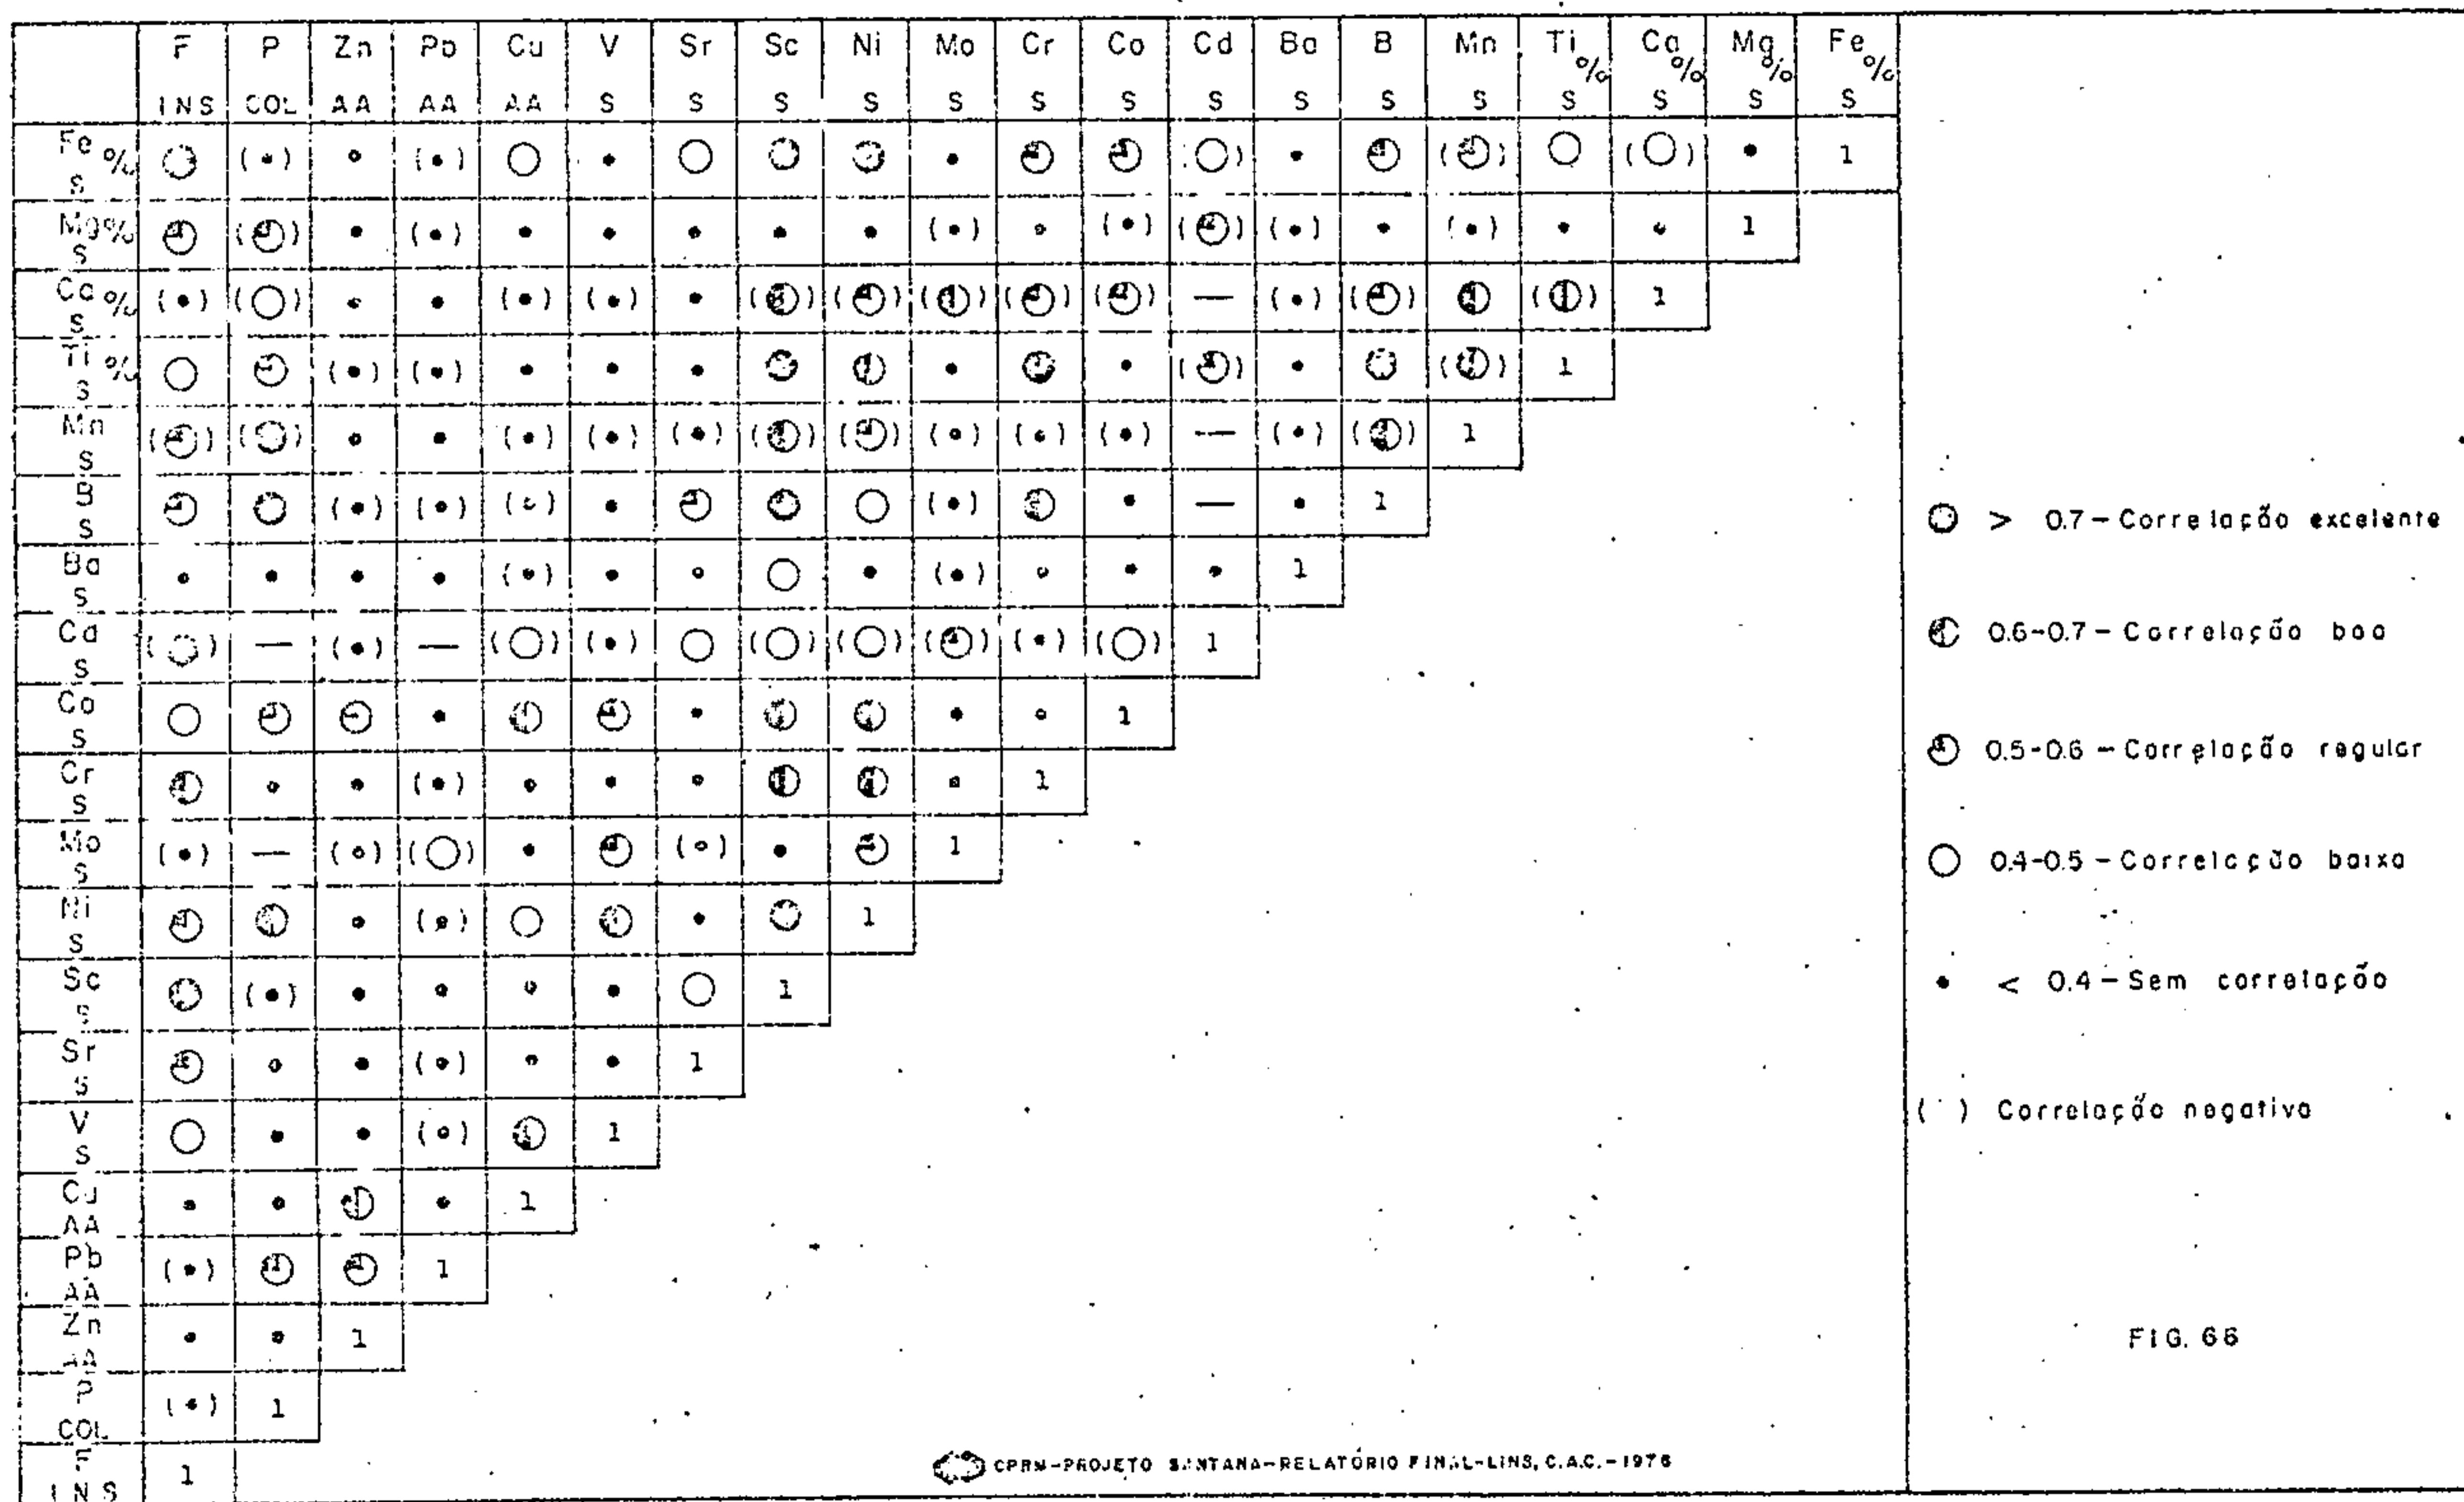 F P Zn Pb Cu V Sr Sc Ni Mo Cr Co Cd Ba B Mn Ti % Ca % Mg % Fe %
INS COL AA AA AA S S S S S S S S S S S S S S S
Fe % S ( • ) ( • ) • • • ( ) • ( ) ( ) • 1
Mg % S ( ) • ( • ) • • • • • ( • ) • ( • ) ( ) ( • ) • ( • ) • • 1
Ca % S ( • ) ( ) • • ( • ) ( • ) • ( ) ( ) ( ) ( ) ( ) — ( • ) ( ) ( ) 1
Ti % S ( • ) ( • ) • • • • • ( ) • ( ) 1
Mn S ( ) ( ) • • ( • ) ( • ) ( • ) ( ) ( ) ( • ) ( • ) ( • ) — ( • ) ( ) 1
B S ( • ) ( • ) ( • ) • ( • ) • — • 1
Ba S • • • • ( • ) • • • ( • ) • • • 1
Cd S ( ) — ( • ) — ( ) ( • ) ( ) ( ) ( ) ( • ) ( ) 1
Co S • • • • 1
Cr S • • ( • ) • • • • 1
Mo S ( • ) — ( • ) ( ) • ( • ) • 1
Ni S • ( • ) • 1
Sc S ( • ) • • • • 1
Sr S • • ( • ) • • 1
V S • • ( • ) 1
Cu AA • • • 1
Pb AA ( • ) 1
Zn AA • • 1
P COL ( • ) 1
F INS 1
> 0.7 – Correlação excelente
0.6-0.7 – Correlação boa
0.5-0.6 – Correlação regular
0.4-0.5 – Correlação baixa
• < 0.4 – Sem correlação
( ) Correlação negativa
FIG. 66
CPRM-PROJETO SANTANA-RELATÓRIO FINAL-LINS, C.A.C.-1976